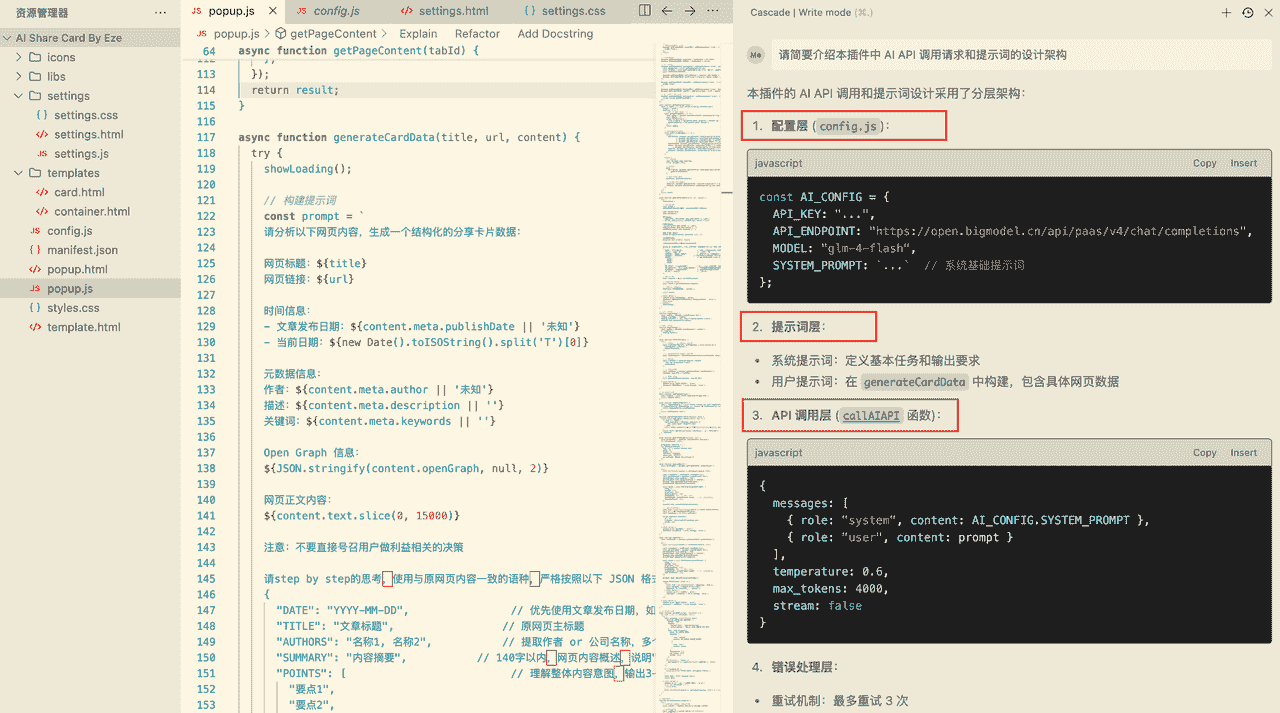 资源管理器
AI Share Card By Eze
icons
libs
settings
settings.css
settings.html
settings.js
templates
card.html
container.html
config.js
manifest.json
popup.html
popup.js
styles.css
template.html
popup.js
config.js
settings.html
settings.css
popup.js
getPageContent
Explain
Refactor
Add Docstring
64 async function getPageContent(tabId) {
113 });
114 return result;
115 }
116
117 async function generateCardData(title, url, content) {
118 try {
119 showLoading();
120
121 // 构建提示词
122 const prompt = `
123 请分析以下网页内容，生成一个结构化的分享卡片数据：
124
125 网页标题：${title}
126 网页链接：${url}
127
128 时间信息：
129 - 文章发布日期：${content.meta.publishDate || '未知'}
130 - 当前日期：${new Date().toISOString().split('T')[0]}
131
132 元数据信息：
133 作者：${content.meta.author || '未知'}
134 描述：${content.meta.description || ''}
135 关键词：${content.meta.keywords || ''}
136
137 Open Graph 信息：
138 ${JSON.stringify(content.openGraph, null, 2)}
139
140 网页正文内容：
141 ${content.text.slice(0, 20000)}
142
143 注意：不要直接号召用户做利益相关的决策
144
145 请step by step的思考，使用与原网页内容一致的语种，严格按照以下 JSON 格
146 {
147 "DATE": "YYYY-MM-DD", // 优先使用文章发布日期，如
148 "TITLE": "文章标题", // 原网页主标题
149 "AUTHOR": "名称1, 名称2", // 提取作者 or 公司名称，多
150 "SUMMARY": "内容摘要", // 140字以内，网页内容概述，说明
151 "POINTS": [ // 理解整体内容意图，输出3-
152 "要点1",
153 "要点2",
Cascade | Write mode (⌘.)
Me
请简要介绍本插件中 AI API 调用方法和提示词的设计架构
本插件的 AI API 调用和提示词设计采用了分层架构：
1. 配置层 (config.js)：
javascript
Copy
Insert
const AI_CONFIG = {
API_KEY: '',
MODEL: "glm-4-flash", // 默认模型
SYSTEM_PROMPT: "..." // 系统基础提示词
}
2. 提示词层：
系统提示词：定义基本任务和输出要求
用户提示词：在 generateCardData 中构建，包含具体网页数据
3. API 调用层 (callAIAPI 函数)：
javascript
Copy
Insert
{
messages: [
{ role: "system", content: AI_CONFIG.SYSTEM_PROMPT },
{ role: "user", content: prompt }
],
temperature: 0.7,
max_tokens: 4000,
stream: false
}
4. 错误处理层：
重试机制：最多重试 3 次